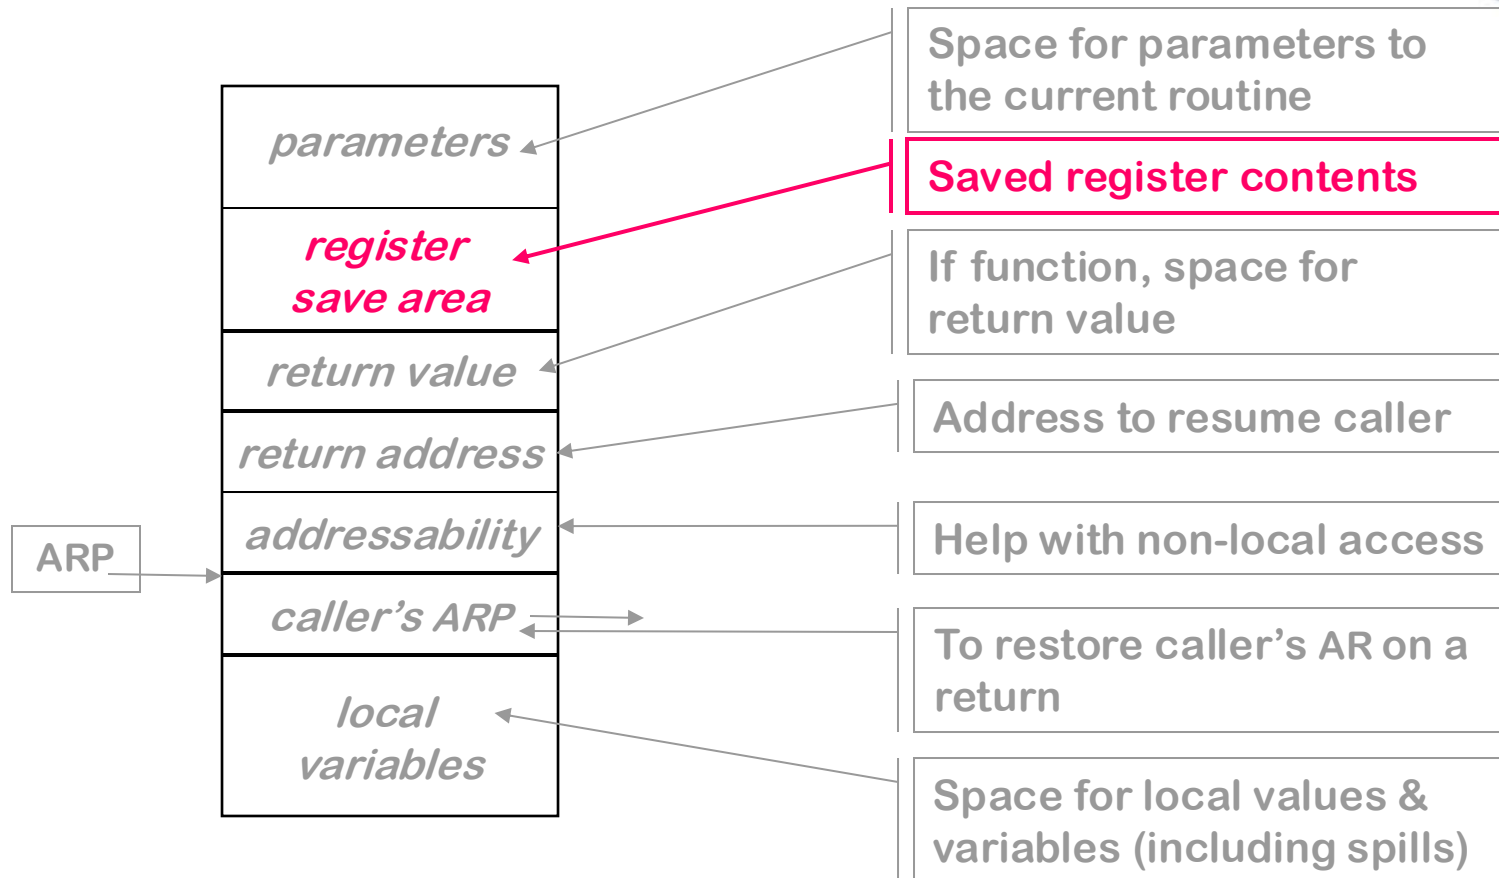 Space for parameters to
the current routine
parameters
Saved register contents
register
save area
If function, space for
return value
return value
Address to resume caller
return address
Help with non-local access
addressability
ARP
caller’s ARP
To restore caller’s AR on a
return
local
variables
Space for local values &
variables (including spills)